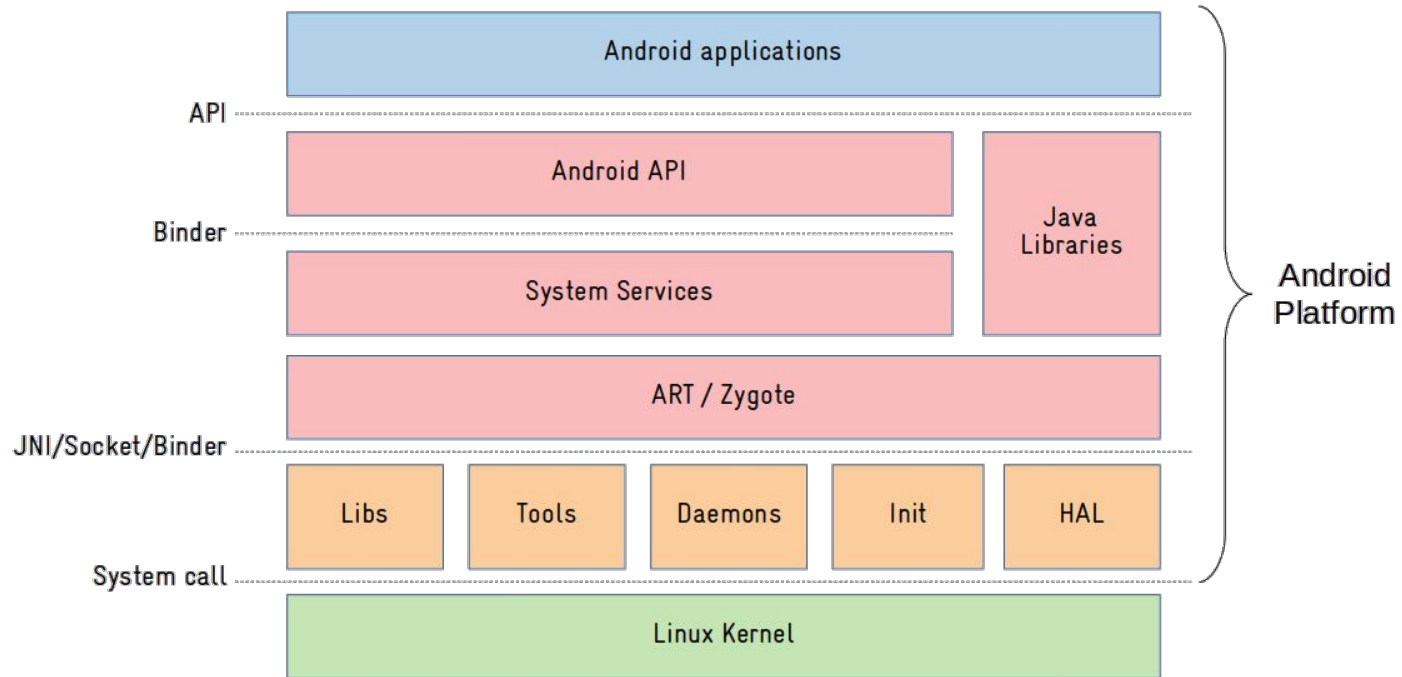 Android applications
API
Android API
Java
Libraries
Binder
System Services
Android
Platform
ART / Zygote
JNI/Socket/Binder
Libs
Tools
Daemons
Init
HAL
System call
Linux Kernel